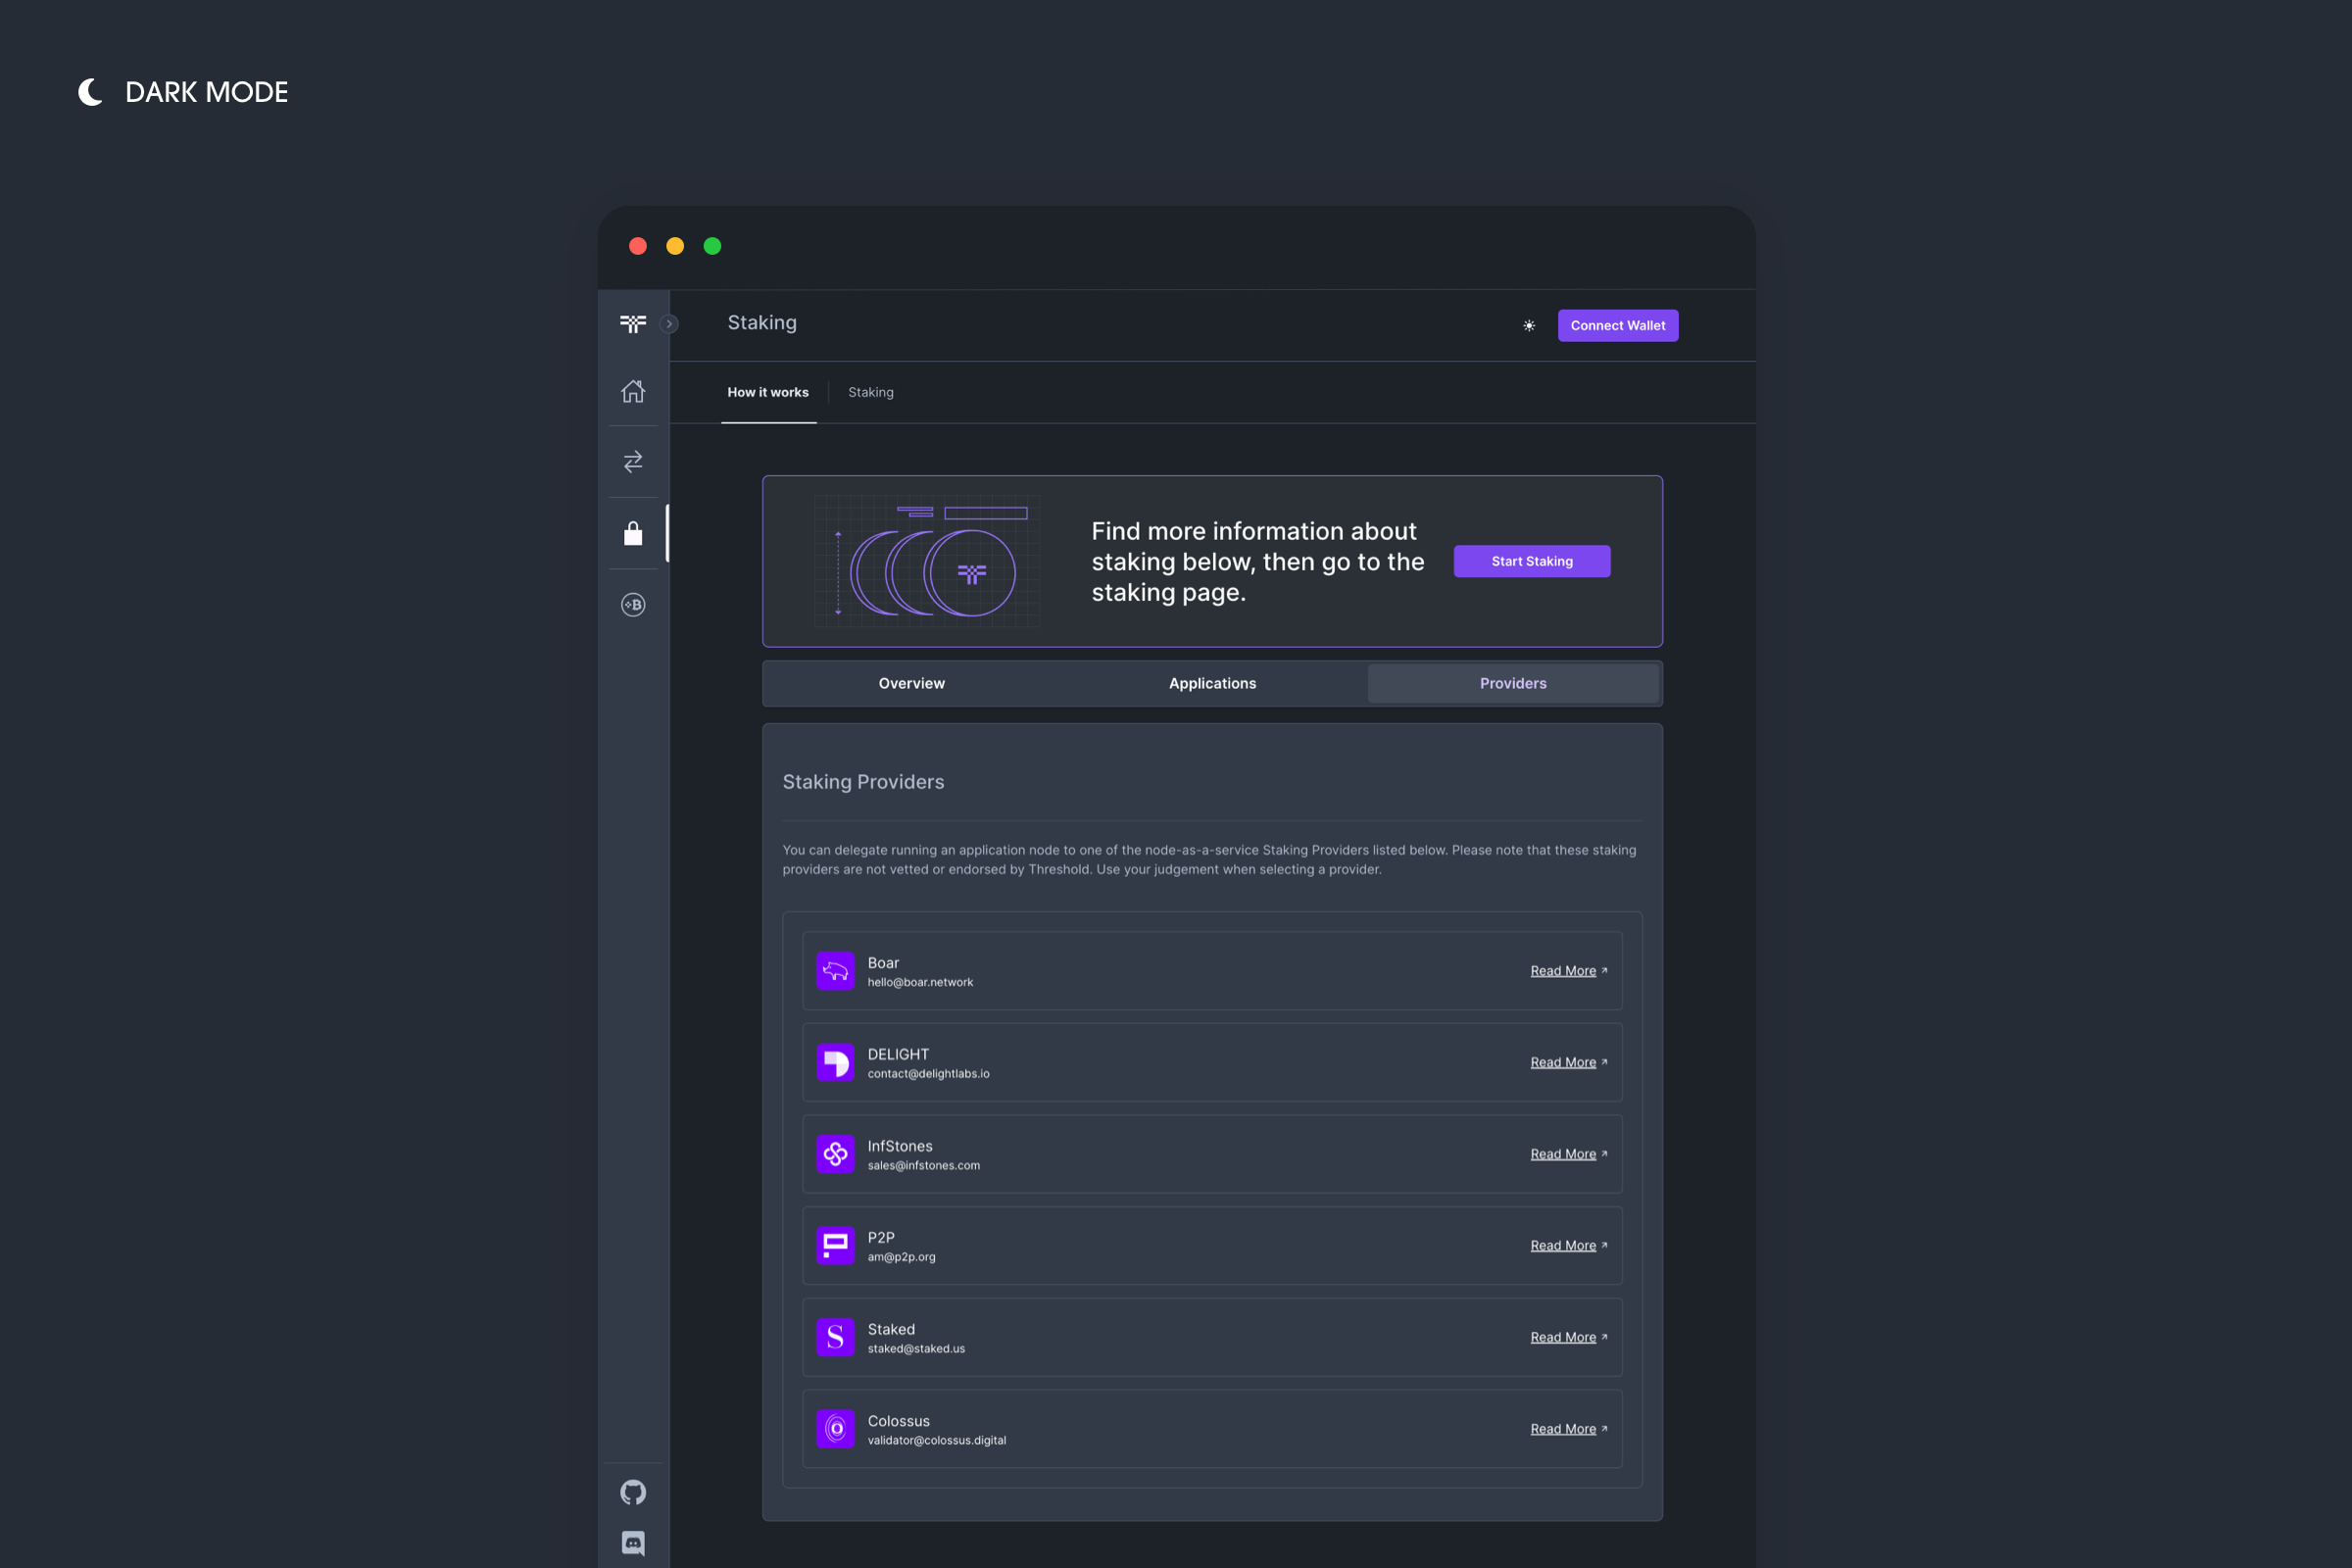 DARK MODE
Staking
Connect Wallet
How it works
Staking
Find more information about
staking below, then go to the
staking page.
Start Staking
Overview
Applications
Providers
Staking Providers
You can delegate running an application node to one of the node-as-a-service Staking Providers listed below. Please note that these staking
providers are not vetted or endorsed by Threshold. Use your judgement when selecting a provider.
Boar
hello@boar.network
Read More
DELIGHT
contact@delightlabs.io
Read More
InfStones
sales@infstones.com
Read More
P2P
am@p2p.org
Read More
Staked
staked@staked.us
Read More
Colossus
validator@colossus.digital
Read More